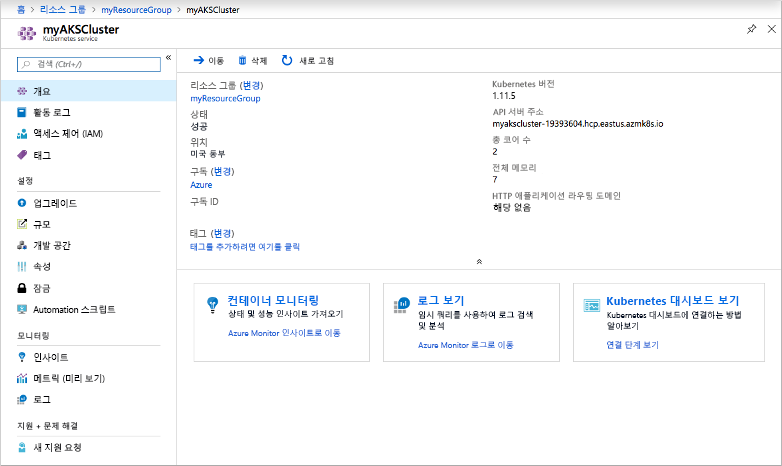 홈 > 리소스 그룹 > myResourceGroup > myAKSCluster
myAKSCluster
Kubernetes service
검색 (Ctrl+/)
개요
활동 로그
액세스 제어 (IAM)
태그
설정
업그레이드
규모
개발 공간
속성
잠금
Automation 스크립트
모니터링
인사이트
메트릭 (미리 보기)
로그
지원 + 문제 해결
새 지원 요청
이동 삭제 새로 고침
리소스 그룹 (변경)
myResourceGroup
상태
성공
위치
미국 동부
구독 (변경)
Azure
구독 ID
태그 (변경)
태그를 추가하려면 여기를 클릭
Kubernetes 버전
1.11.5
API 서버 주소
myakscluster-19393604.hcp.eastus.azmk8s.io
총 코어 수
2
전체 메모리
7
HTTP 애플리케이션 라우팅 도메인
해당 없음
컨테이너 모니터링
상태 및 성능 인사이트 가져오기
Azure Monitor 인사이트로 이동
로그 보기
임시 쿼리를 사용하여 로그 검색
및 분석
Azure Monitor 로그로 이동
Kubernetes 대시보드 보기
Kubernetes 대시보드에 연결하는 방법
알아보기
연결 단계 보기